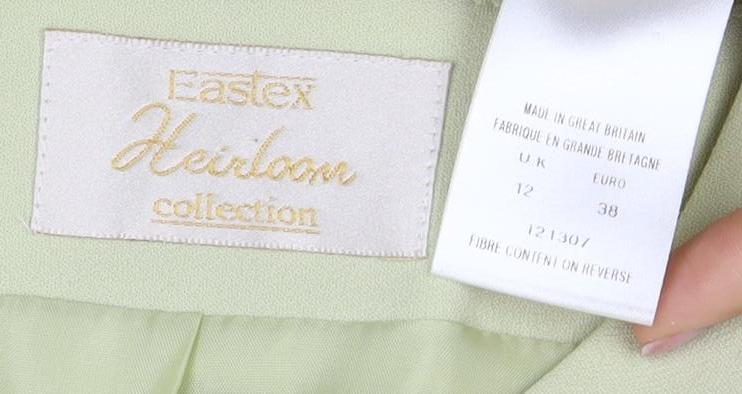 Eastex
Heirloom
collection
MADE IN GREAT BRITAIN
FABRIQUE EN GRANDE BRETAGNE
UK EURO
12 38
121307
FIBRE CONTENT ON REVERSE